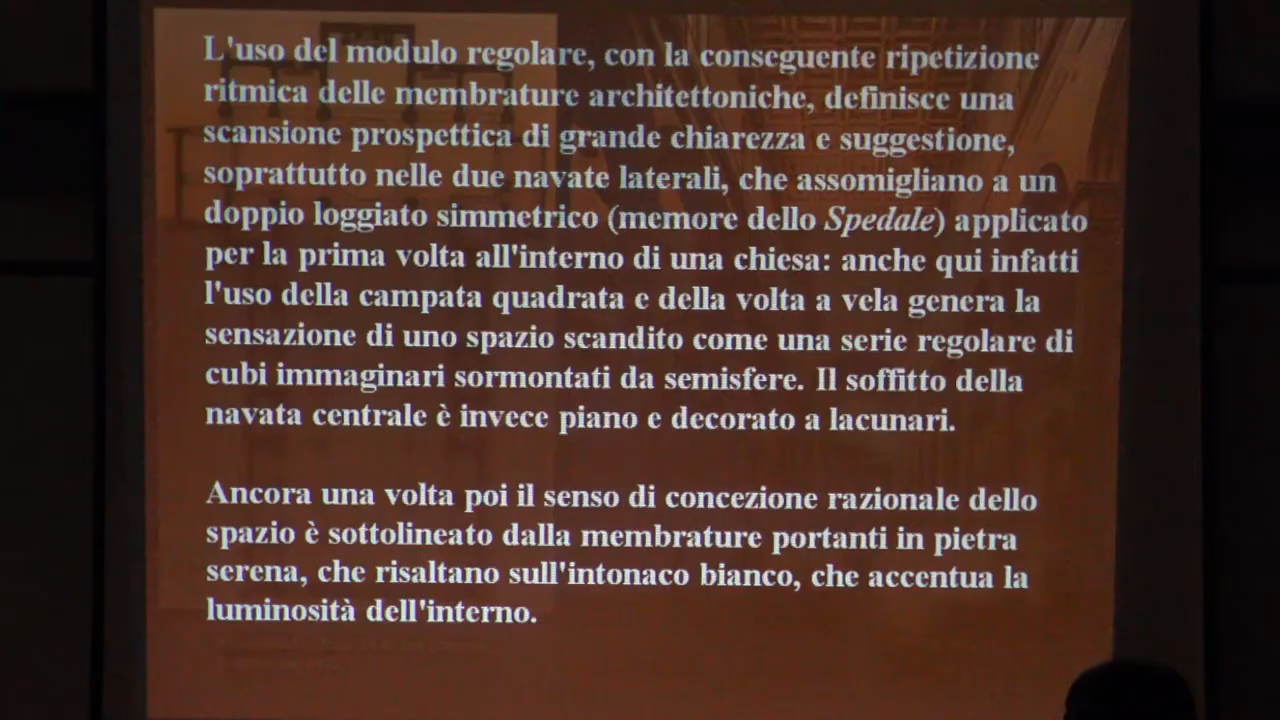 L'uso del modulo regolare, con la conseguente ripetizione
ritmica delle membrature architettoniche, definisce una
scansione prospettica di grande chiarezza e suggestione,
soprattutto nelle due navate laterali, che assomigliano a un
doppio loggiato simmetrico (memore dello Spedale) applicato
per la prima volta all'interno di una chiesa: anche qui infatti
l'uso della campata quadrata e della volta a vela genera la
sensazione di uno spazio scandito come una serie regolare di
cubi immaginari sormontati da semisfere. Il soffitto della
navata centrale è invece piano e decorato a lacunari.
Ancora una volta poi il senso di concezione razionale dello
spazio è sottolineato dalla membrature portanti in pietra
serena, che risaltano sull'intonaco bianco, che accentua la
luminosità dell'interno.